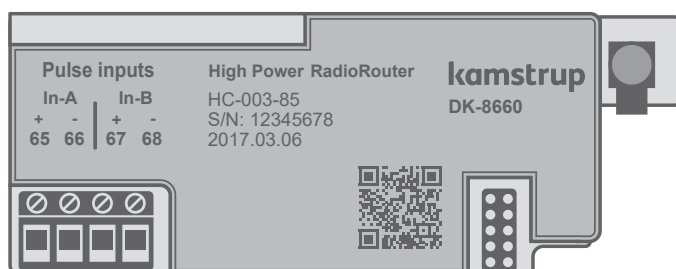 Pulse inputs
In-A In-B
+ - + -
65 66 67 68
High Power RadioRouter
HC-003-85
S/N: 12345678
2017.03.06
kamstrup
DK-8660